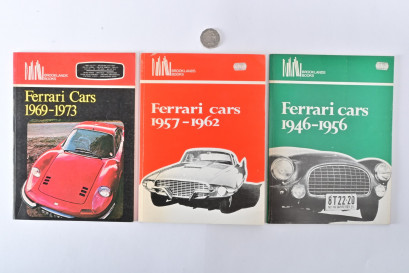 BROOKLANDS
BOOKS
Ferrari Cars
1969-1973
BROOKLANDS
BOOKS
Ferrari cars
1957-1962
BROOKLANDS
BOOKS
Ferrari cars
1946-1956